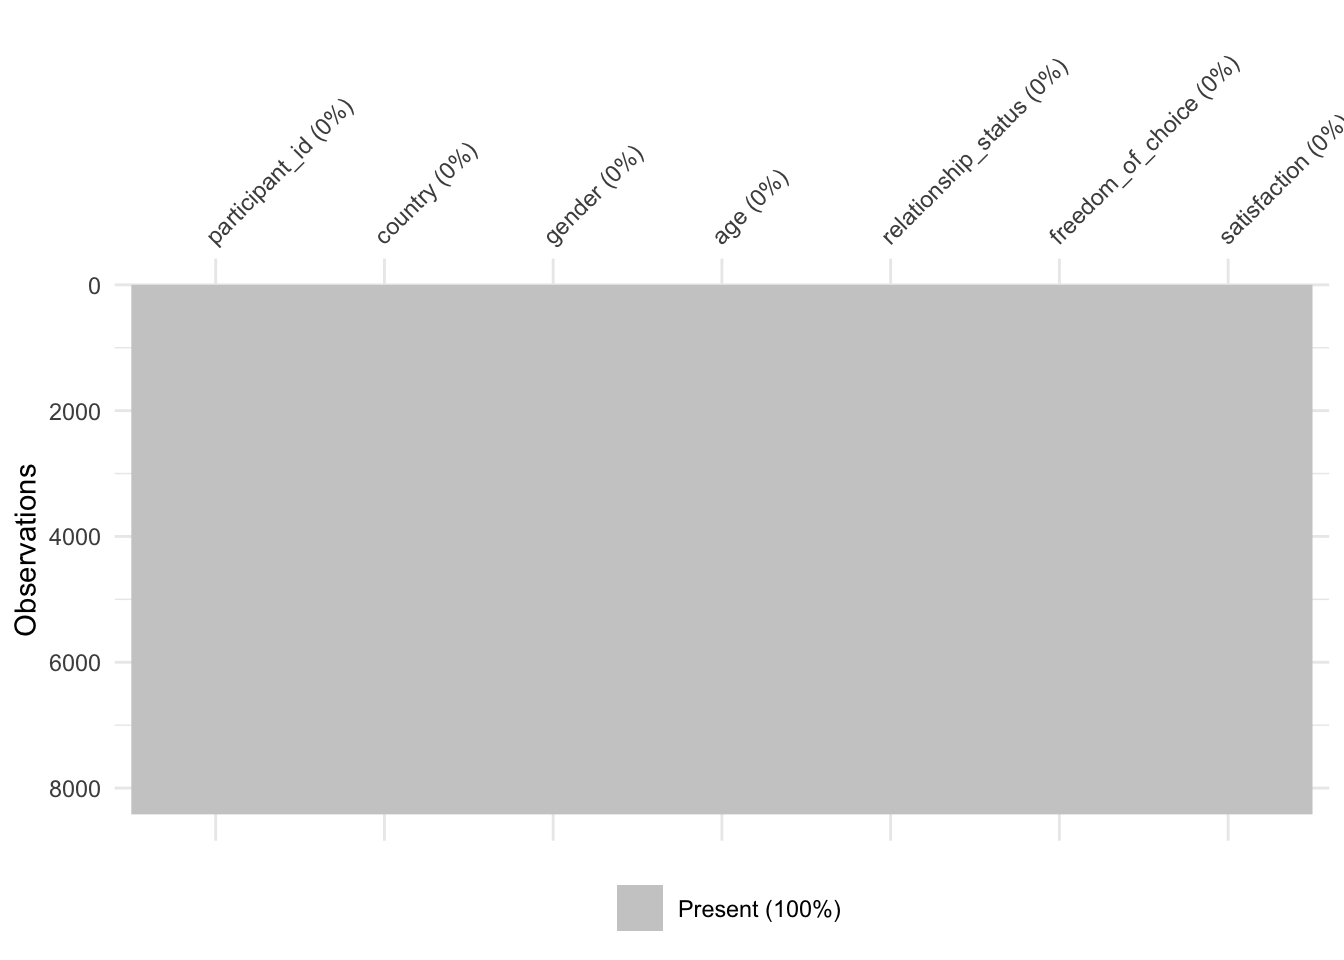 participant_id (0%)
country (0%)
gender (0%)
age (0%)
relationship_status (0%)
freedom_of_choice (0%)
satisfaction (0%)
0
2000
4000
6000
8000
Observations
Present (100%)